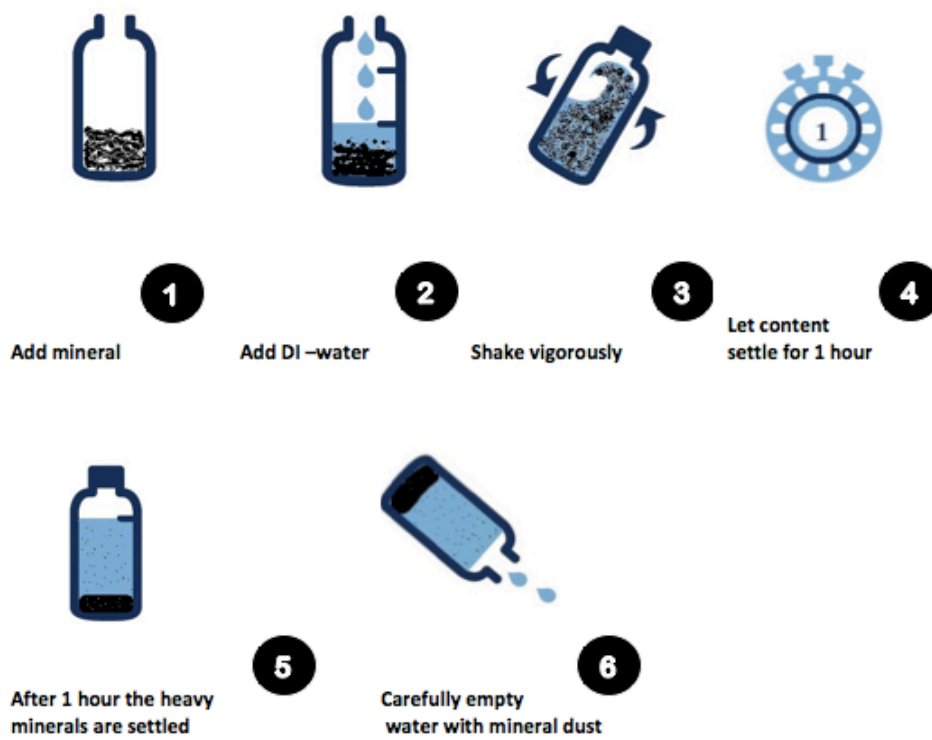 1
1
2
3
4
Add mineral
Add DI –water
Shake vigorously
Let content
settle for 1 hour
5
6
After 1 hour the heavy
minerals are settled
Carefully empty
water with mineral dust